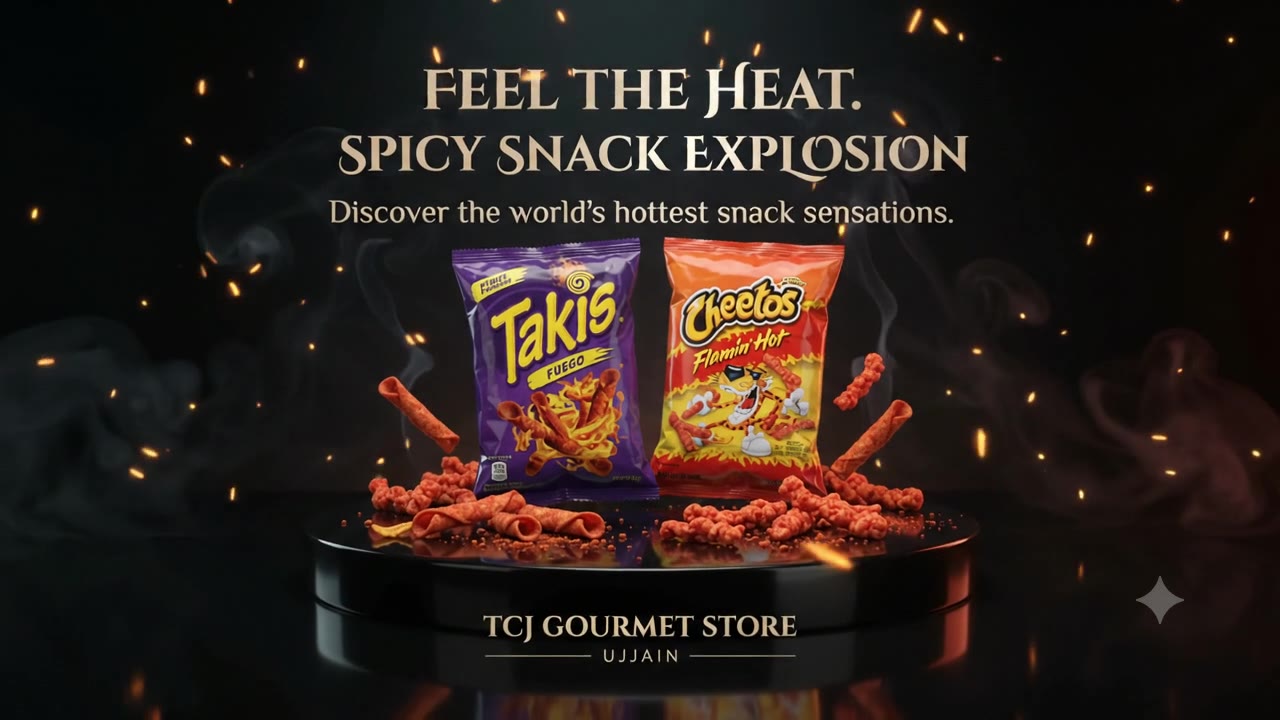 FEEL THE HEAT.
SPICY SNACK EXPLOSION
Discover the world's hottest snack sensations.
Takis
FUEGO
Cheetos
Flamin' Hot
TCJ GOURMET STORE
UJJAIN